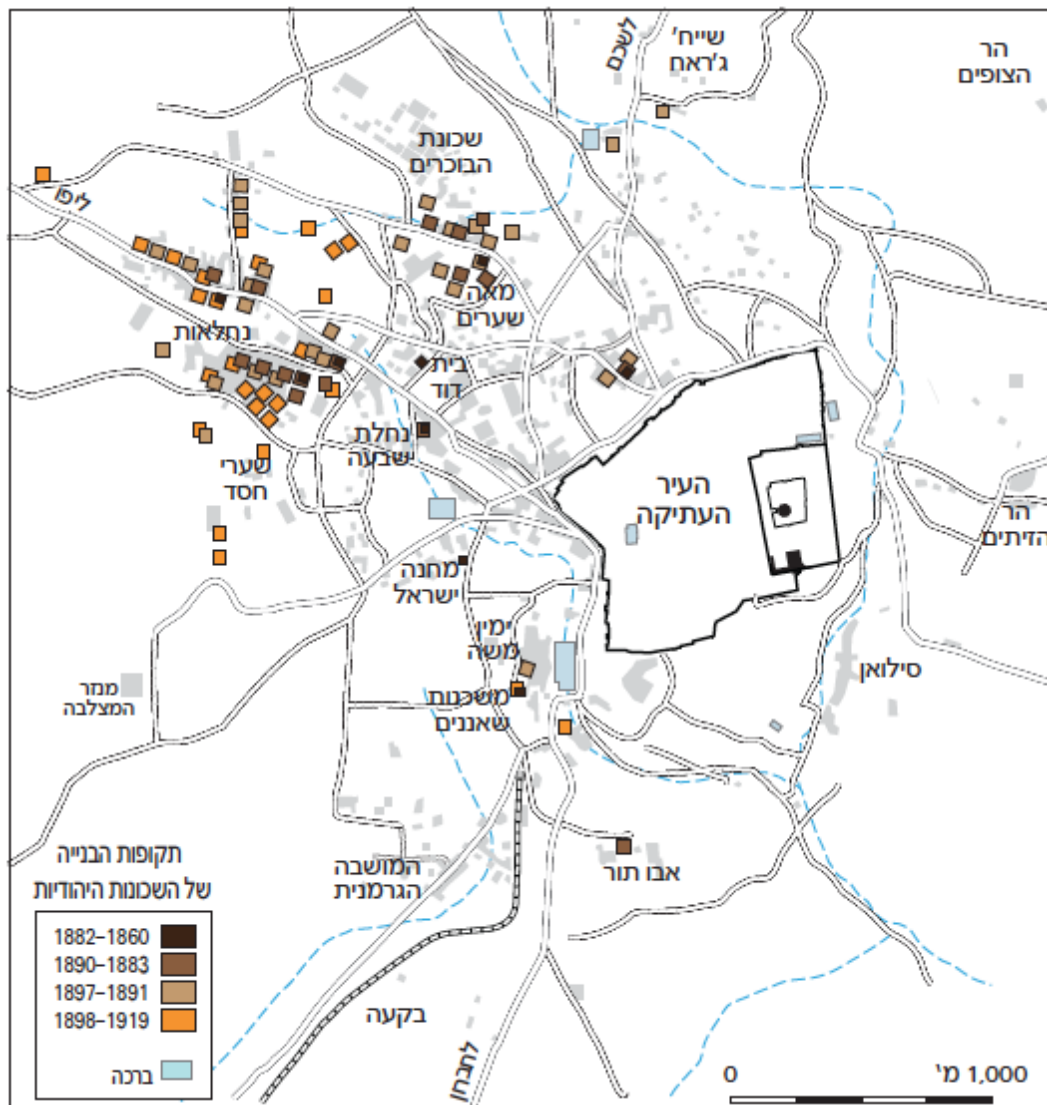 שייח'
ג'ראח
הר
הצופים
לשכם
שכונת
הבוכרים
ליפו
מאה
שערים
נחלאות
בית
דוד
נחלת
שבעה
שערי
חסד
העיר
העתיקה
הר
הזיתים
מחנה
ישראל
ימין
משה
סילואן
מנזר
המצלבה
משכנות
שאננים
המושבה
הגרמנית
אבו תור
בקעה
לחברון
תקופות הבנייה
של השכונות היהודיות
1882–1860
1890–1883
1897–1891
1898–1919
ברכה
0 1,000 מ'